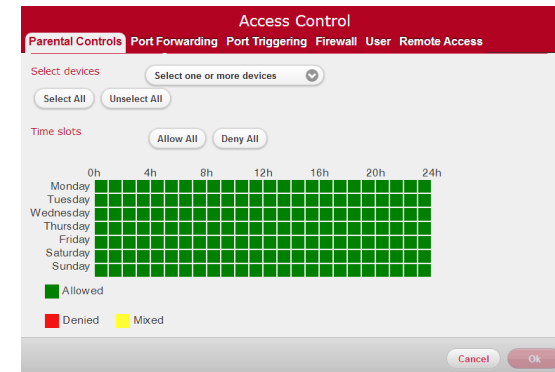 Access Control
Parental Controls Port Forwarding Port Triggering Firewall User Remote Access
Select devices Select one or more devices
Select All Unselect All
Time slots Allow All Deny All
0h 4h 8h 12h 16h 20h 24h
Monday
Tuesday
Wednesday
Thursday
Friday
Saturday
Sunday
Allowed
Denied Mixed
Cancel Ok